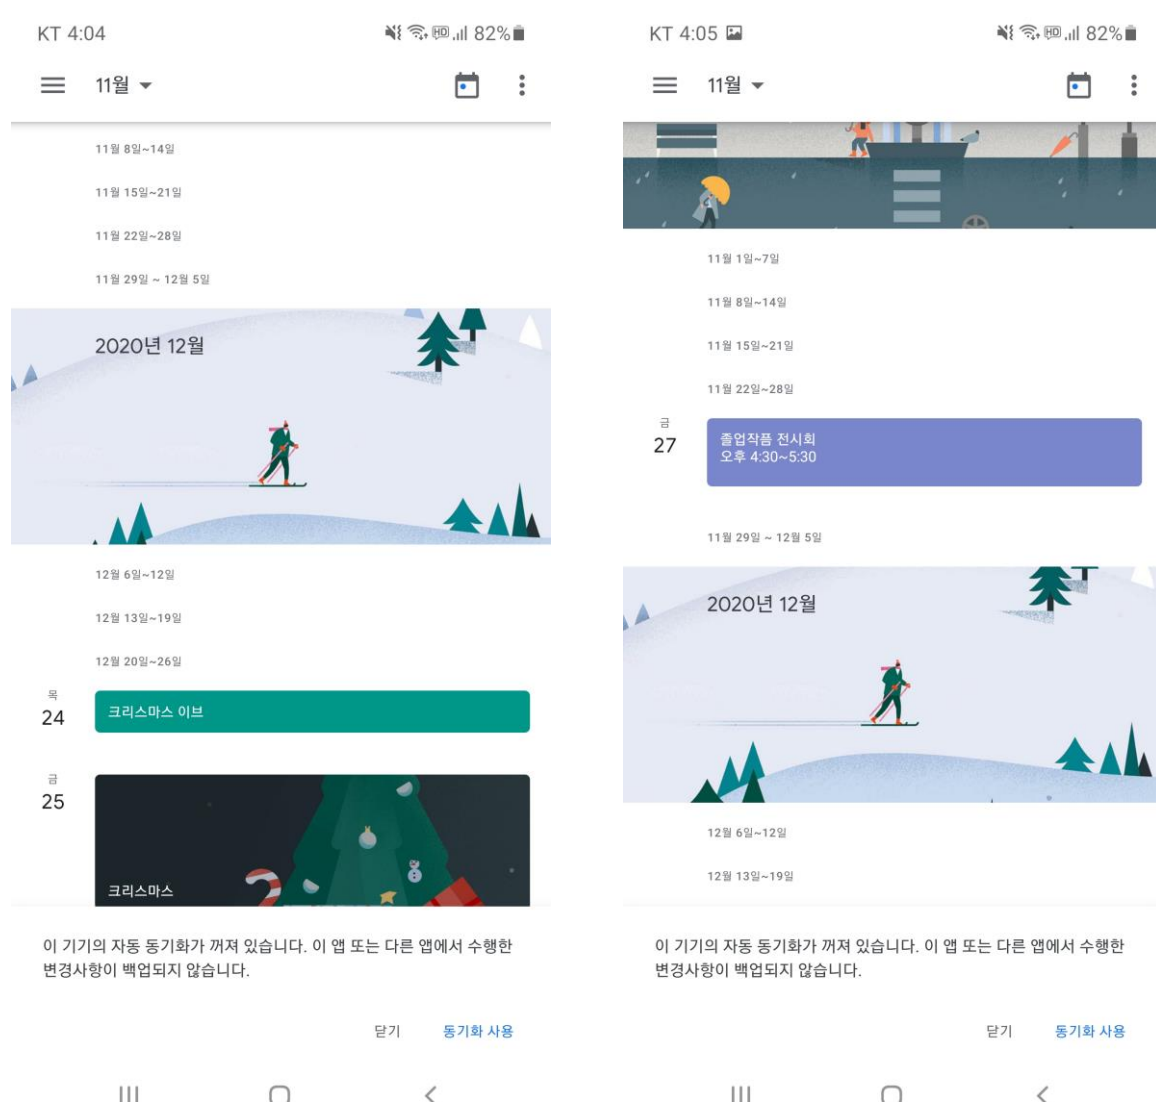 KT 4:04
82%
11월
11월 8일~14일
11월 15일~21일
11월 22일~28일
11월 29일 ~ 12월 5일
2020년 12월
12월 6일~12일
12월 13일~19일
12월 20일~26일
목
24
크리스마스 이브
금
25
크리스마스
이 기기의 자동 동기화가 꺼져 있습니다. 이 앱 또는 다른 앱에서 수행한
변경사항이 백업되지 않습니다.
닫기 동기화 사용
KT 4:05
82%
11월
11월 1일~7일
11월 8일~14일
11월 15일~21일
11월 22일~28일
금
27
졸업작픔 전시회
오후 4:30~5:30
11월 29일 ~ 12월 5일
2020년 12월
12월 6일~12일
12월 13일~19일
이 기기의 자동 동기화가 꺼져 있습니다. 이 앱 또는 다른 앱에서 수행한
변경사항이 백업되지 않습니다.
닫기 동기화 사용